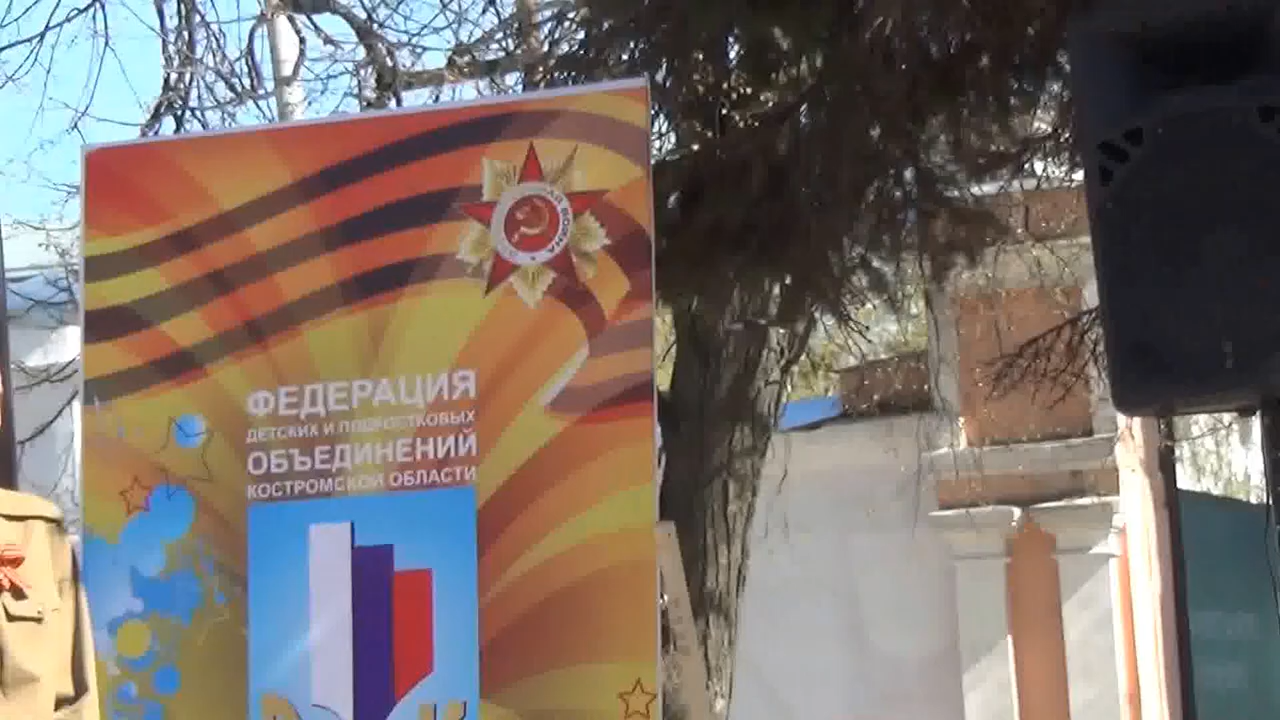 ФЕДЕРАЦИЯ
ДЕТСКИХ И ПОДРОСТКОВЫХ
ОБЪЕДИНЕНИЙ
КОСТРОМСКОЙ ОБЛАСТИ